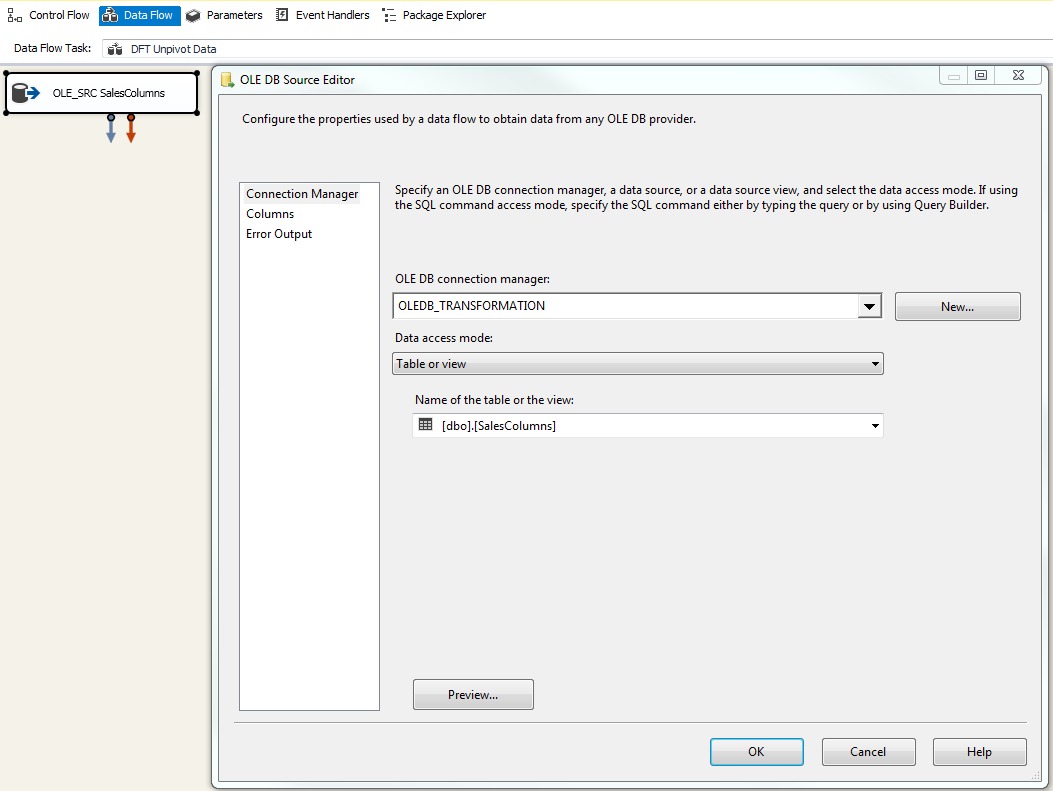 Control Flow Data Flow Parameters Event Handlers Package Explorer
Data Flow Task: DFT Unpivot Data
OLE_SRC SalesColumns
OLE DB Source Editor
Configure the properties used by a data flow to obtain data from any OLE DB provider.
Connection Manager
Columns
Error Output
Specify an OLE DB connection manager, a data source, or a data source view, and select the data access mode. If using
the SQL command access mode, specify the SQL command either by typing the query or by using Query Builder.
OLE DB connection manager:
OLEDB_TRANSFORMATION
New...
Data access mode:
Table or view
Name of the table or the view:
[dbo].[SalesColumns]
Preview...
OK Cancel Help